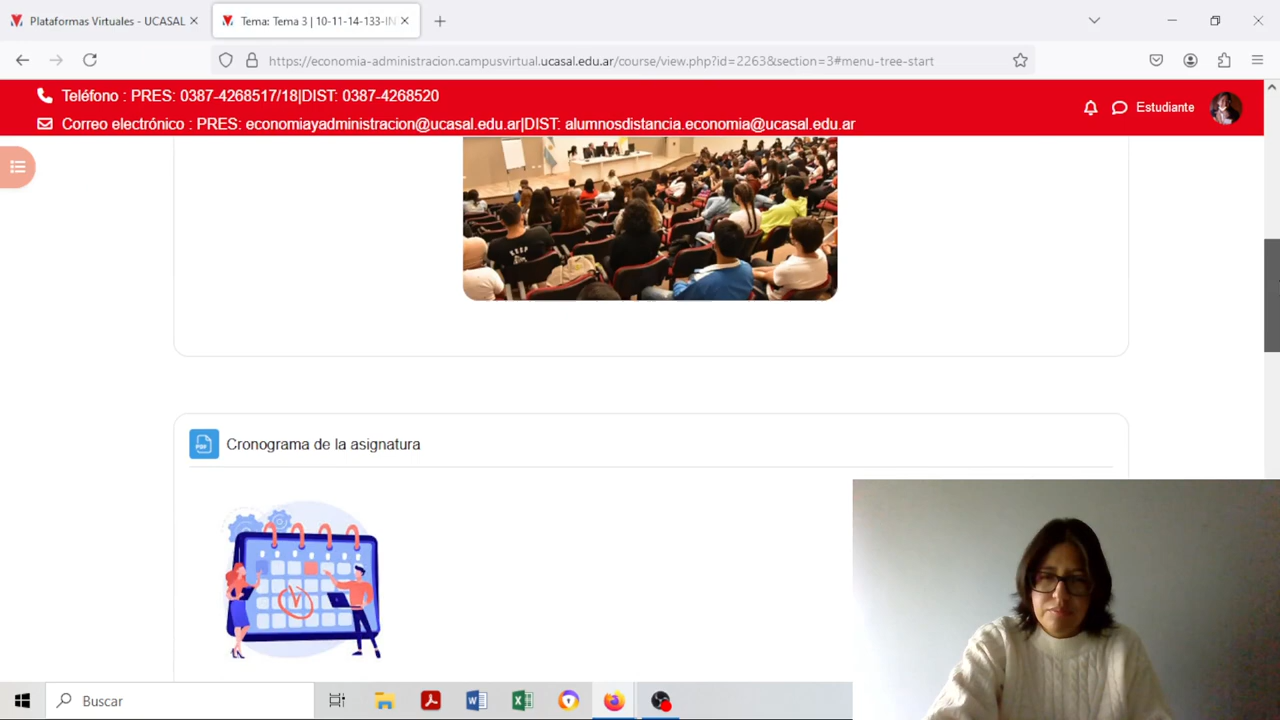 Plataformas Virtuales - UCASAL
Tema: Tema 3 | 10-11-14-133-IN
https://economia-administracion.campusvirtual.ucasal.edu.ar/course/view.php?id=2263&section=3#menu-tree-start
Teléfono : PRES: 0387-4268517/18|DIST: 0387-4268520
Correo electrónico : PRES: economiayadministracion@ucasal.edu.ar|DIST: alumnosdistancia.economia@ucasal.edu.ar
Estudiante
PDF
Cronograma de la asignatura
Buscar